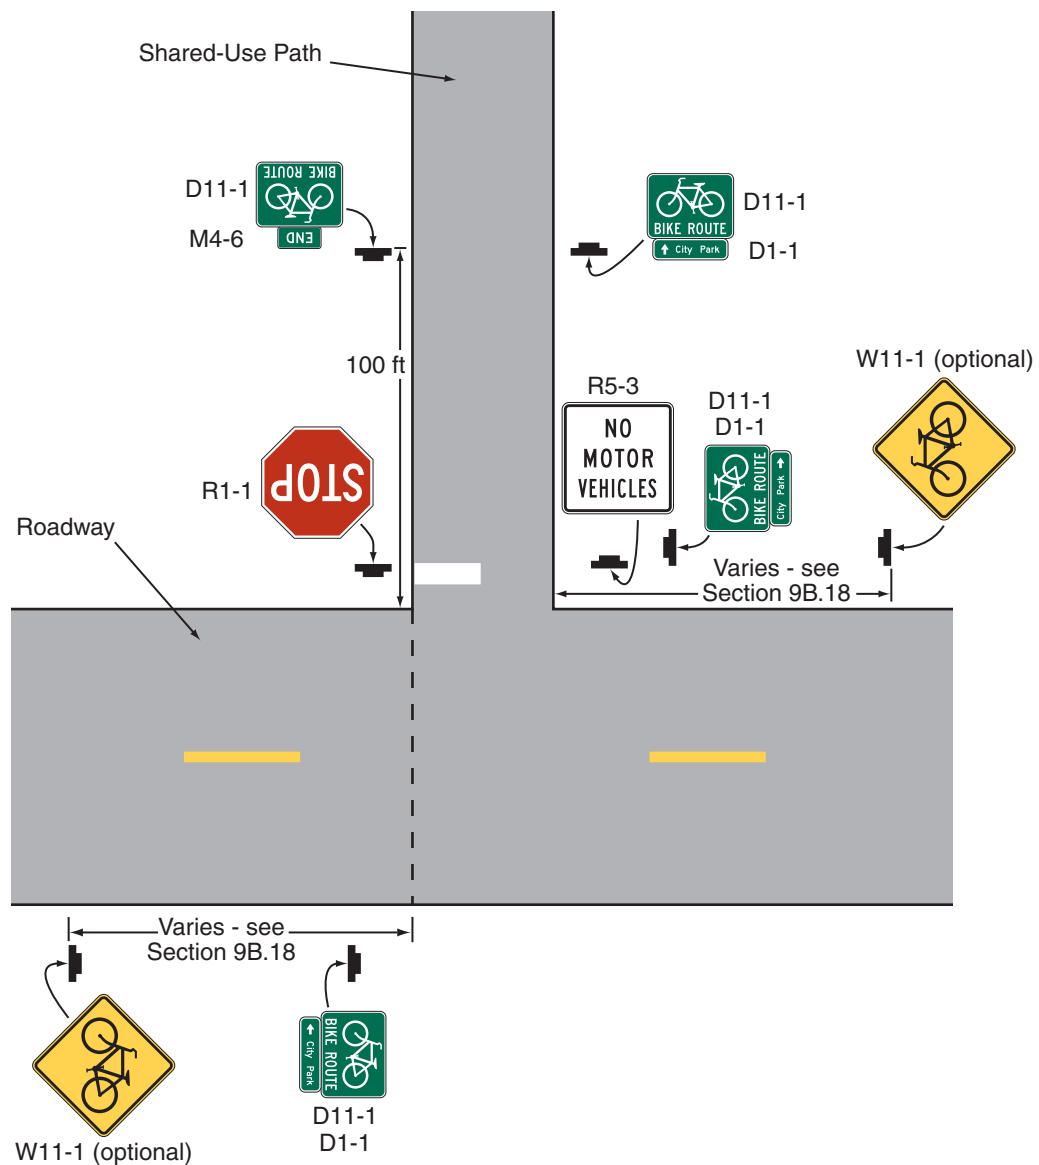 Shared-Use Path
D11-1
BIKE ROUTE
M4-6
END
BIKE ROUTE
D11-1
City Park
D1-1
100 ft
W11-1 (optional)
R5-3
NO
MOTOR
VEHICLES
D11-1
D1-1
BIKE ROUTE
City Park
R1-1
STOP
Roadway
Varies - see
Section 9B.18
Varies - see
Section 9B.18
W11-1 (optional)
City Park
BIKE ROUTE
D11-1
D1-1